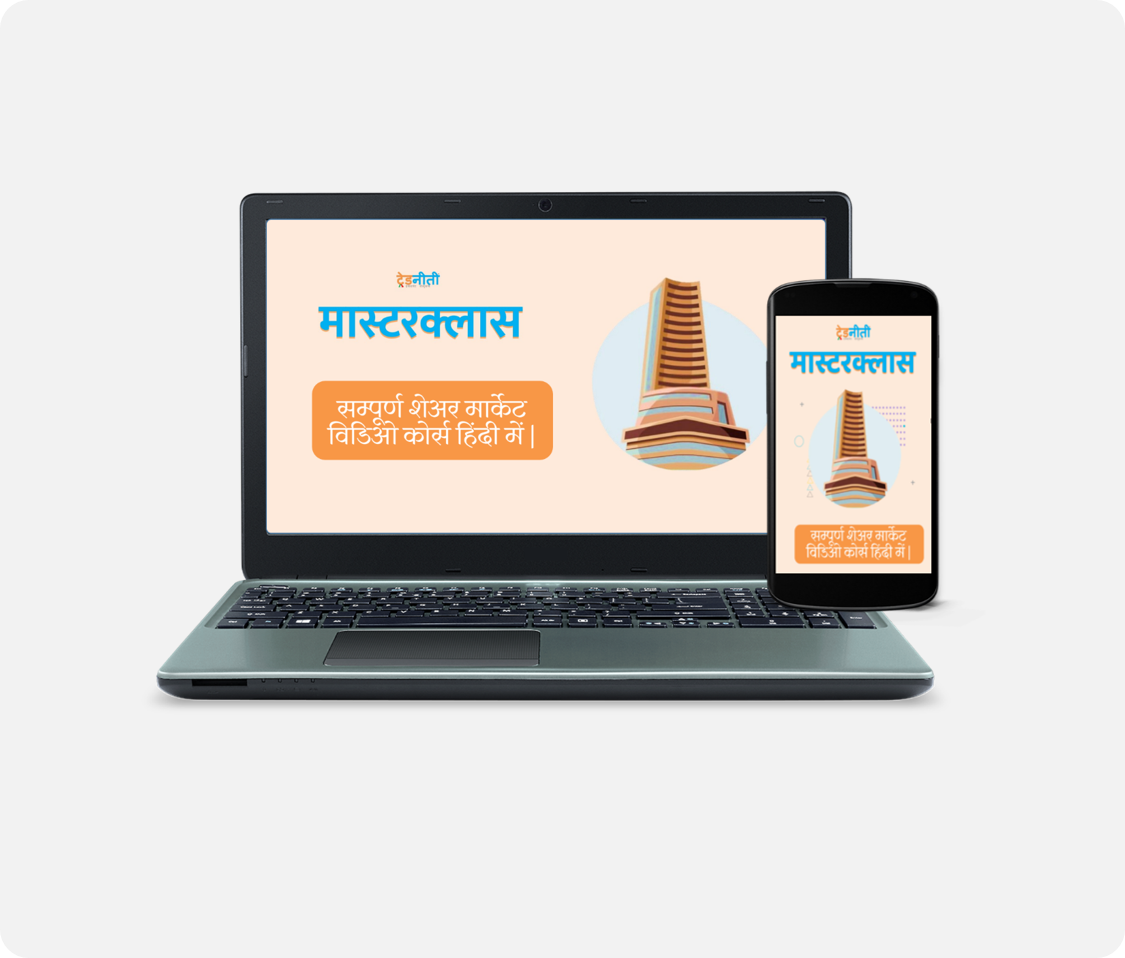 ट्रेडनीती
मास्टरक्लास
सम्पूर्ण शेअर मार्केट
विडिओ कोर्स हिंदी में |
ट्रेडनीती
मास्टरक्लास
सम्पूर्ण शेअर मार्केट
विडिओ कोर्स हिंदी में |